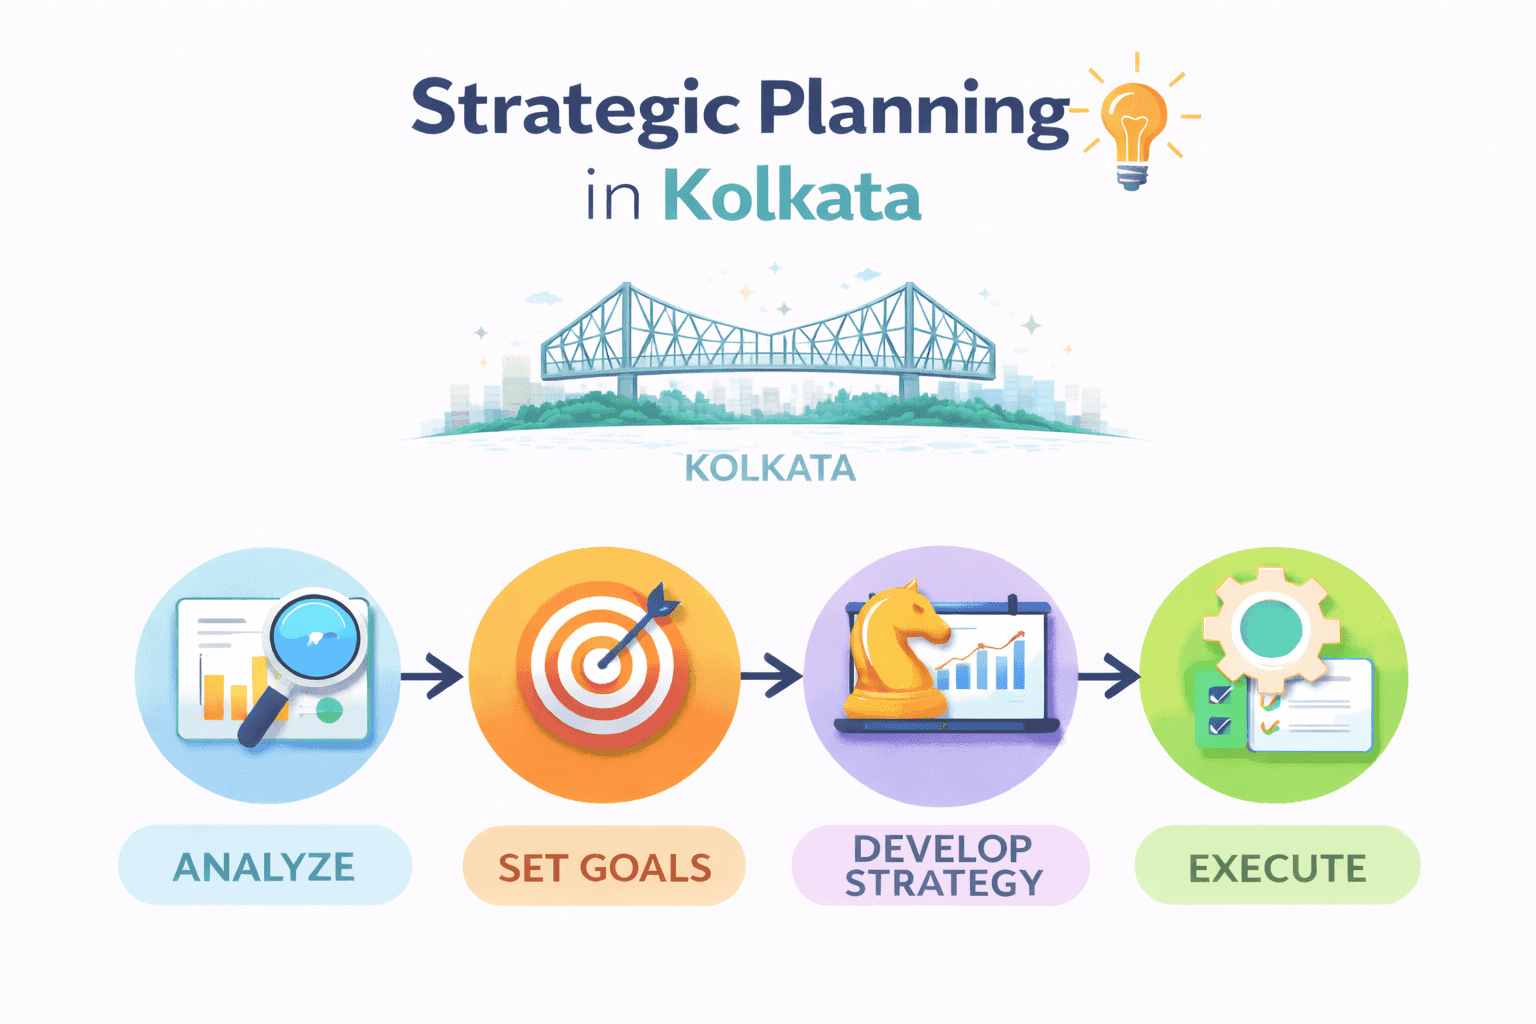 Strategic Planning
in Kolkata
KOLKATA
ANALYZE
SET GOALS
DEVELOP
STRATEGY
EXECUTE